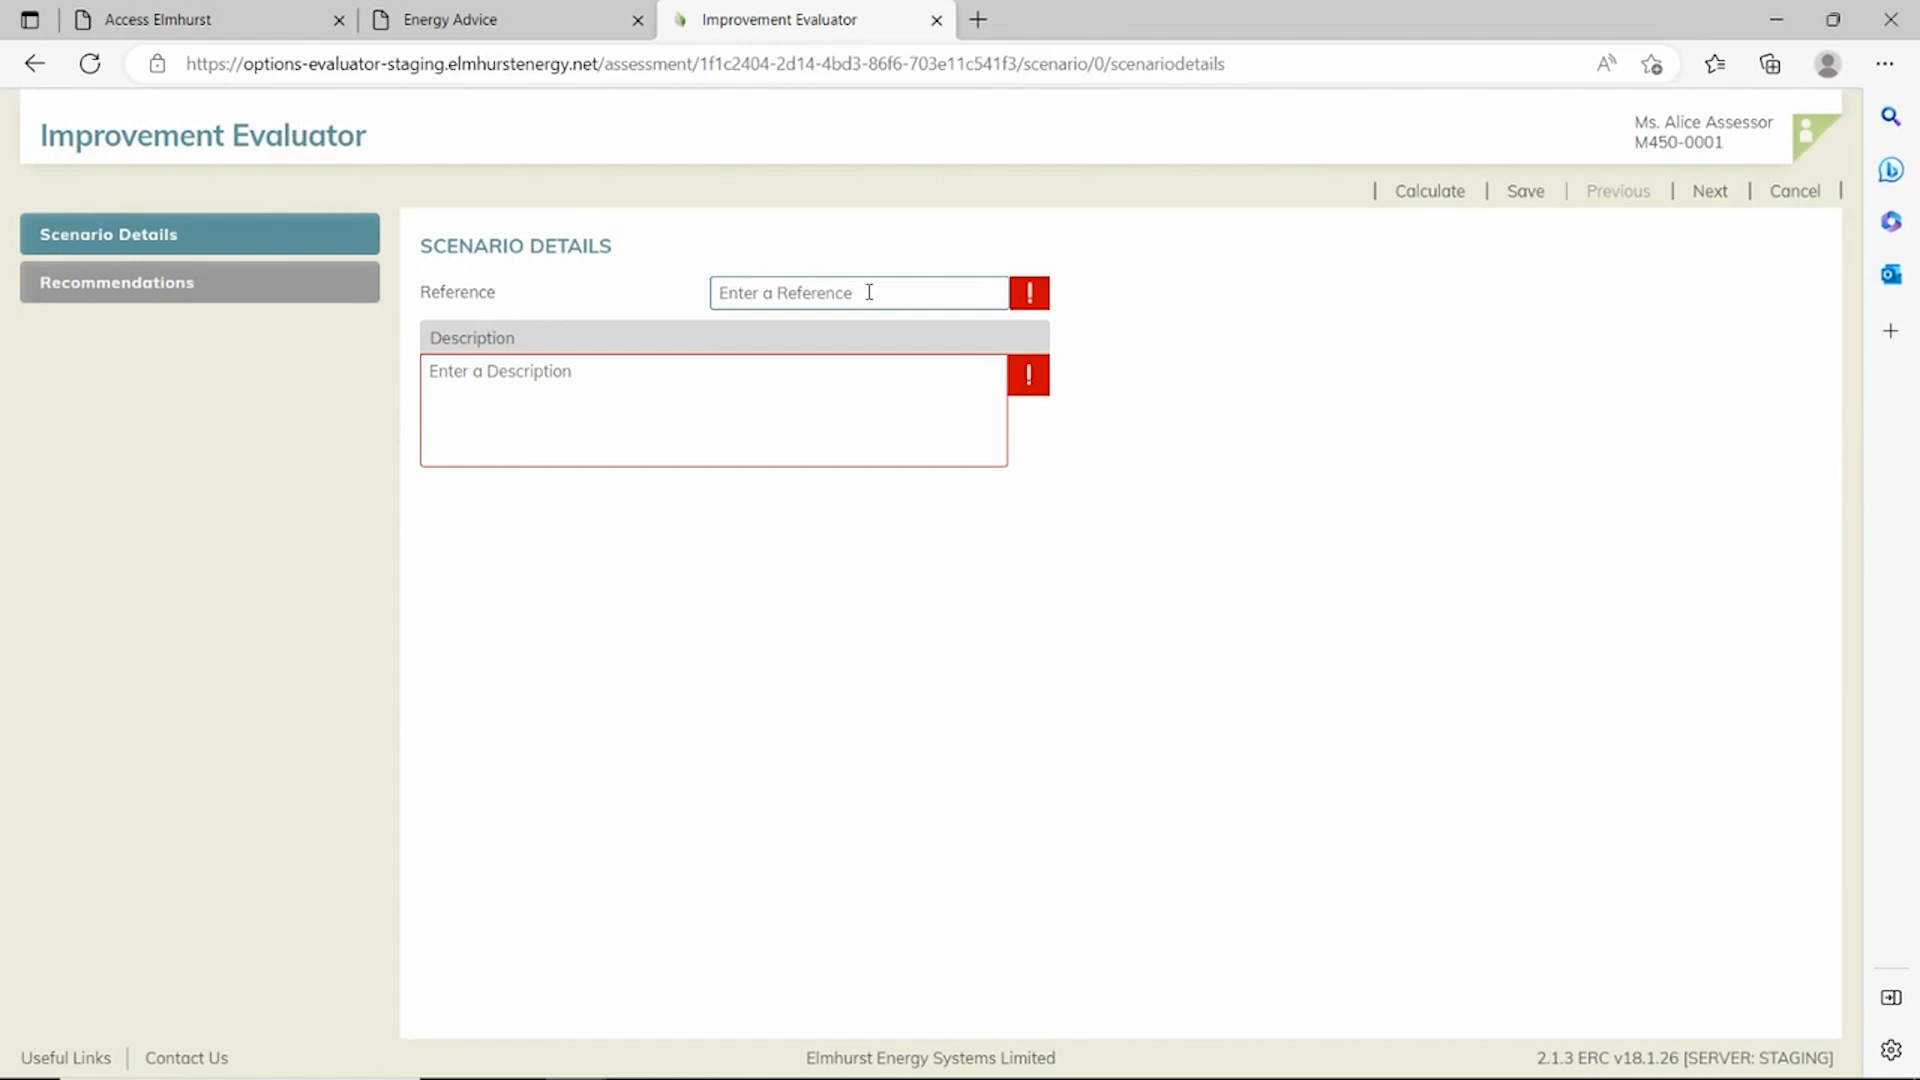 Access Elmhurst
Energy Advice
Improvement Evaluator
https://options-evaluator-staging.elmhurstenergy.net/assessment/1f1c2404-2d14-4bd3-86f6-703e11c541f3/scenario/0/scenariodetails
Improvement Evaluator
Ms. Alice Assessor
M450-0001
| Calculate | Save | Previous | Next | Cancel |
Scenario Details
Recommendations
SCENARIO DETAILS
Reference
Enter a Reference
!
Description
Enter a Description
!
Useful Links | Contact Us
Elmhurst Energy Systems Limited
2.1.3 ERC v18.1.26 [SERVER: STAGING]